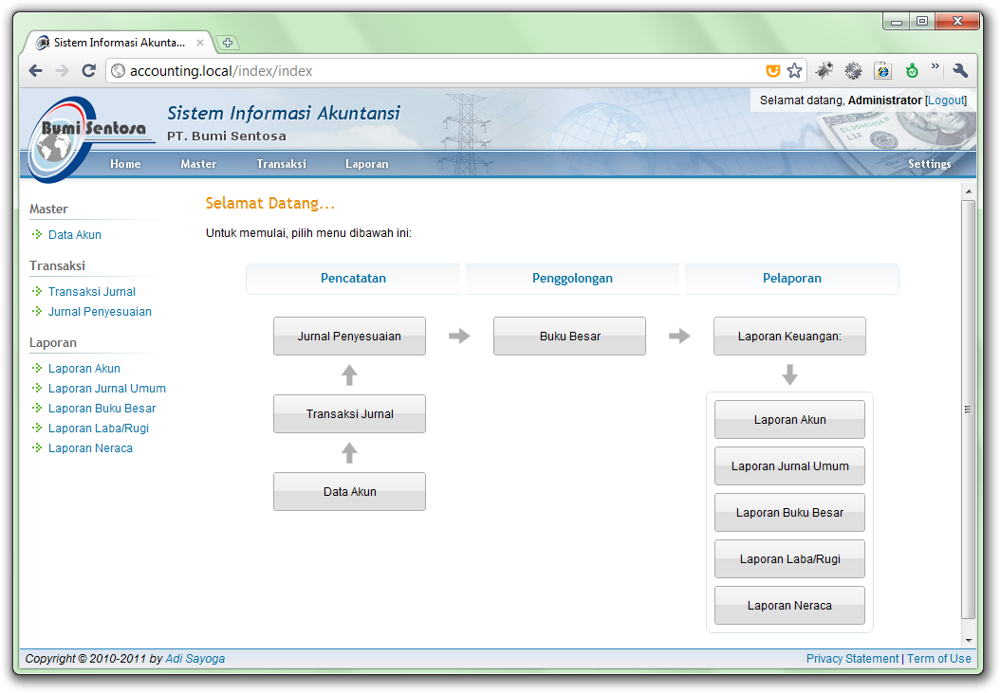 Sistem Informasi Akunta...
accounting.local/index/index
Selamat datang, Administrator [Logout]
Bumi Sentosa
Sistem Informasi Akuntansi
PT. Bumi Sentosa
Home Master Transaksi Laporan Settings
Master
Data Akun
Transaksi
Transaksi Jurnal
Jurnal Penyesuaian
Laporan
Laporan Akun
Laporan Jurnal Umum
Laporan Buku Besar
Laporan Laba/Rugi
Laporan Neraca
Selamat Datang...
Untuk memulai, pilih menu dibawah ini:
Pencatatan Penggolongan Pelaporan
Jurnal Penyesuaian Buku Besar Laporan Keuangan:
Transaksi Jurnal
Data Akun
Laporan Akun
Laporan Jurnal Umum
Laporan Buku Besar
Laporan Laba/Rugi
Laporan Neraca
Copyright © 2010-2011 by Adi Sayoga
Privacy Statement | Term of Use